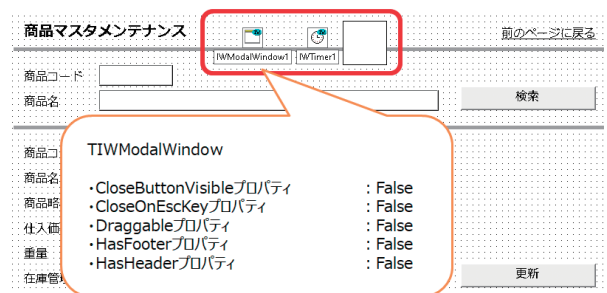 商品マスタメンテナンス
前のページに戻る
IWModalWindow1
IWTimer1
商品コード
商品名
検索
商品コ
商品名
商品略
仕入価
重量
在庫管
更新
TIWModalWindow
・CloseButtonVisibleプロパティ : False
・CloseOnEscKeyプロパティ : False
・Draggableプロパティ : False
・HasFooterプロパティ : False
・HasHeaderプロパティ : False